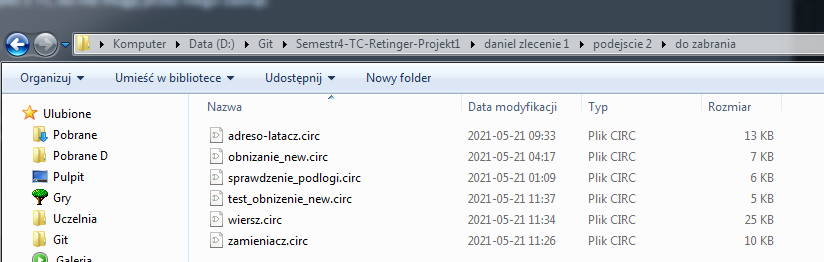 Komputer Data (D:) Git Semestr4-TC-Retinger-Projekt1 daniel zlecenie 1 podejscie 2 do zabrania
Organizuj Umieść w bibliotece Udostępnij Nowy folder
Ulubione
Pobrane
Pobrane D
Pulpit
Gry
Uczelnia
Git
Galeria
Nazwa Data modyfikacji Typ Rozmiar
adreso-latacz.circ 2021-05-21 09:33 Plik CIRC 13 KB
obnizanie_new.circ 2021-05-21 04:17 Plik CIRC 7 KB
sprawdzenie_podlogi.circ 2021-05-21 01:09 Plik CIRC 6 KB
test_obnizenie_new.circ 2021-05-21 11:37 Plik CIRC 5 KB
wiersz.circ 2021-05-21 11:34 Plik CIRC 25 KB
zamieniacz.circ 2021-05-21 11:26 Plik CIRC 10 KB